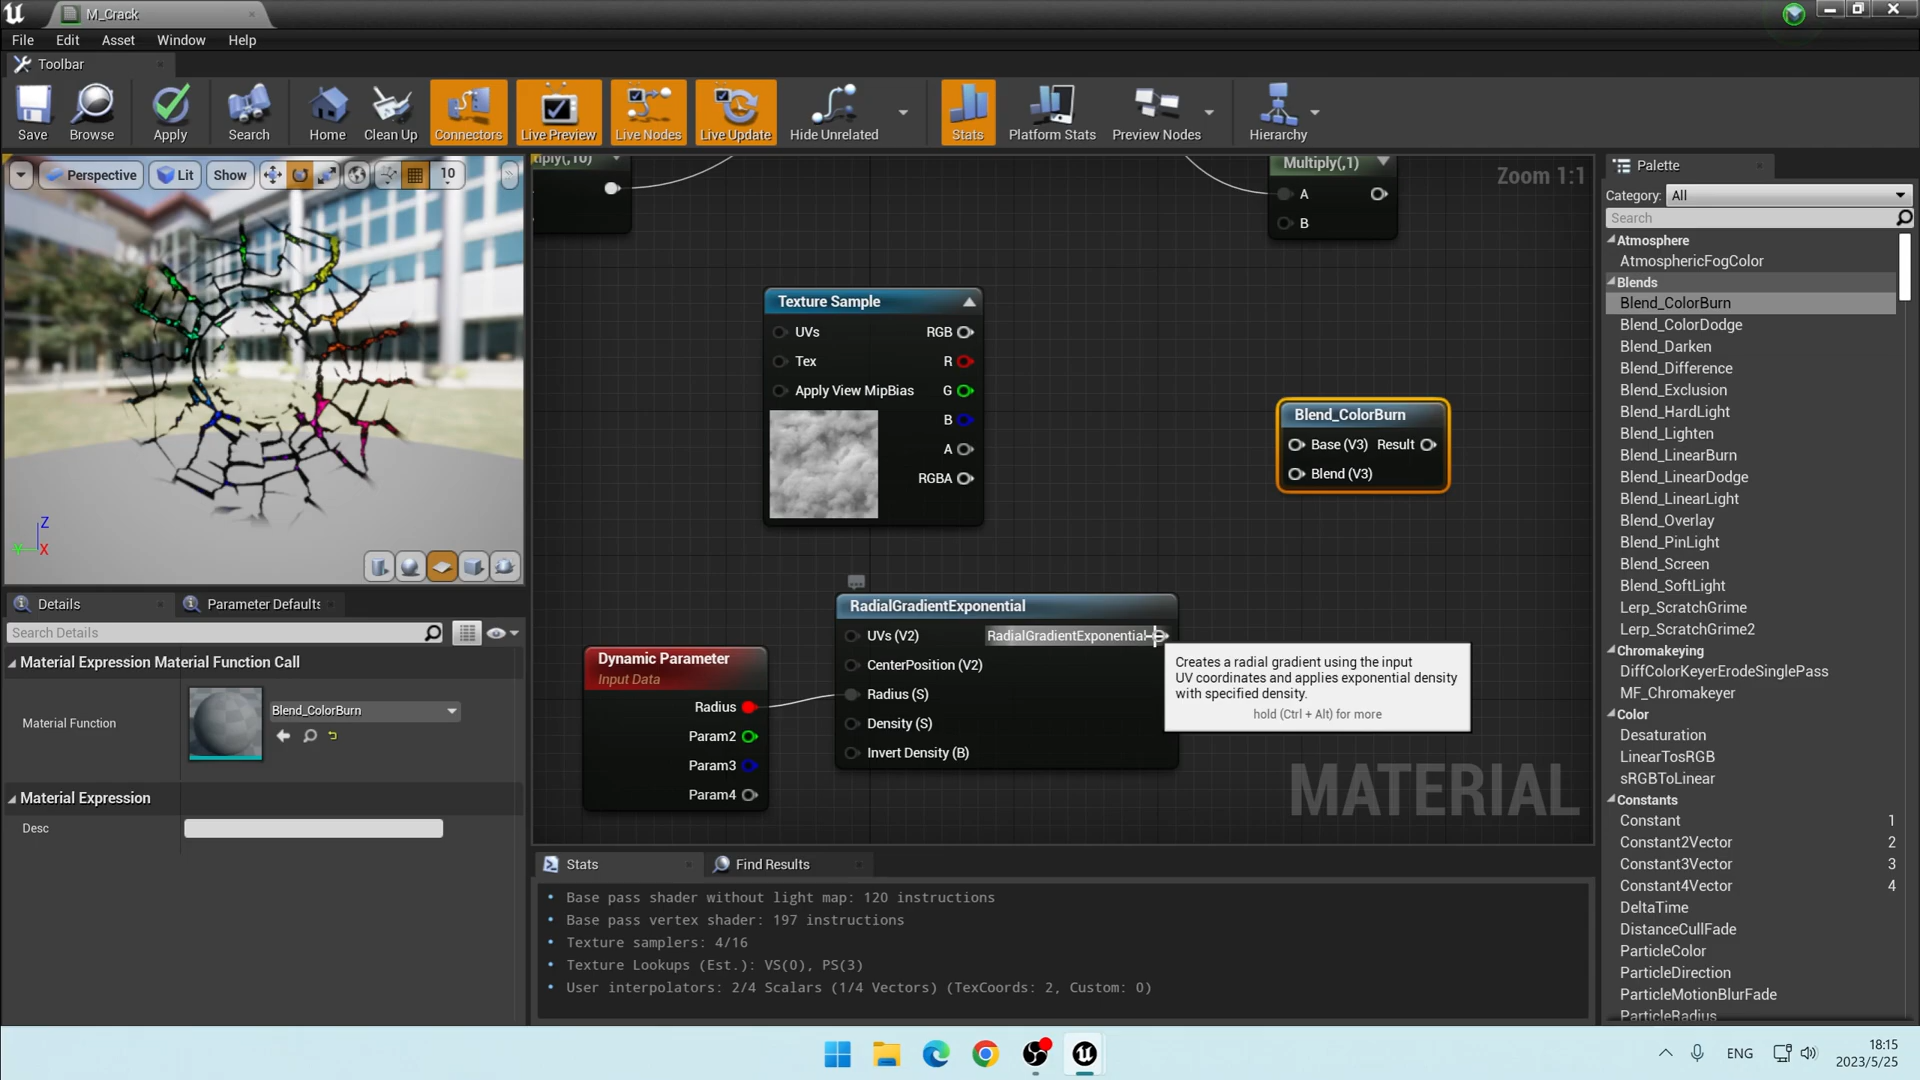 M_Crack
File Edit Asset Window Help
Toolbar
Save Browse Apply Search Home Clean Up Connectors Live Preview Live Nodes Live Update Hide Unrelated Stats Platform Stats Preview Nodes Hierarchy
Perspective Lit Show 10
Z
X
Details Parameter Defaults
Search Details
Material Expression Material Function Call
Material Function Blend_ColorBurn
Material Expression
Desc
Zoom 1:1
Multiply(,1)
A
B
Texture Sample
UVs RGB
Tex R
Apply View MipBias G
B
A
RGBA
Blend_ColorBurn
Base (V3) Result
Blend (V3)
RadialGradientExponential
UVs (V2) RadialGradientExponential
CenterPosition (V2)
Radius (S)
Density (S)
Invert Density (B)
Dynamic Parameter
Input Data
Radius
Param2
Param3
Param4
Creates a radial gradient using the input
UV coordinates and applies exponential density
with specified density.
hold (Ctrl + Alt) for more
MATERIAL
Stats Find Results
• Base pass shader without light map: 120 instructions
• Base pass vertex shader: 197 instructions
• Texture samplers: 4/16
• Texture Lookups (Est.): VS(0), PS(3)
• User interpolators: 2/4 Scalars (1/4 Vectors) (TexCoords: 2, Custom: 0)
Palette
Category: All
Search
Atmosphere
AtmosphericFogColor
Blends
Blend_ColorBurn
Blend_ColorDodge
Blend_Darken
Blend_Difference
Blend_Exclusion
Blend_HardLight
Blend_Lighten
Blend_LinearBurn
Blend_LinearDodge
Blend_LinearLight
Blend_Overlay
Blend_PinLight
Blend_Screen
Blend_SoftLight
Lerp_ScratchGrime
Lerp_ScratchGrime2
Chromakeying
DiffColorKeyerErodeSinglePass
MF_Chromakeyer
Color
Desaturation
LinearTosRGB
sRGBToLinear
Constants
Constant 1
Constant2Vector 2
Constant3Vector 3
Constant4Vector 4
DeltaTime
DistanceCullFade
ParticleColor
ParticleDirection
ParticleMotionBlurFade
ParticleRadius
ENG
18:15
2023/5/25